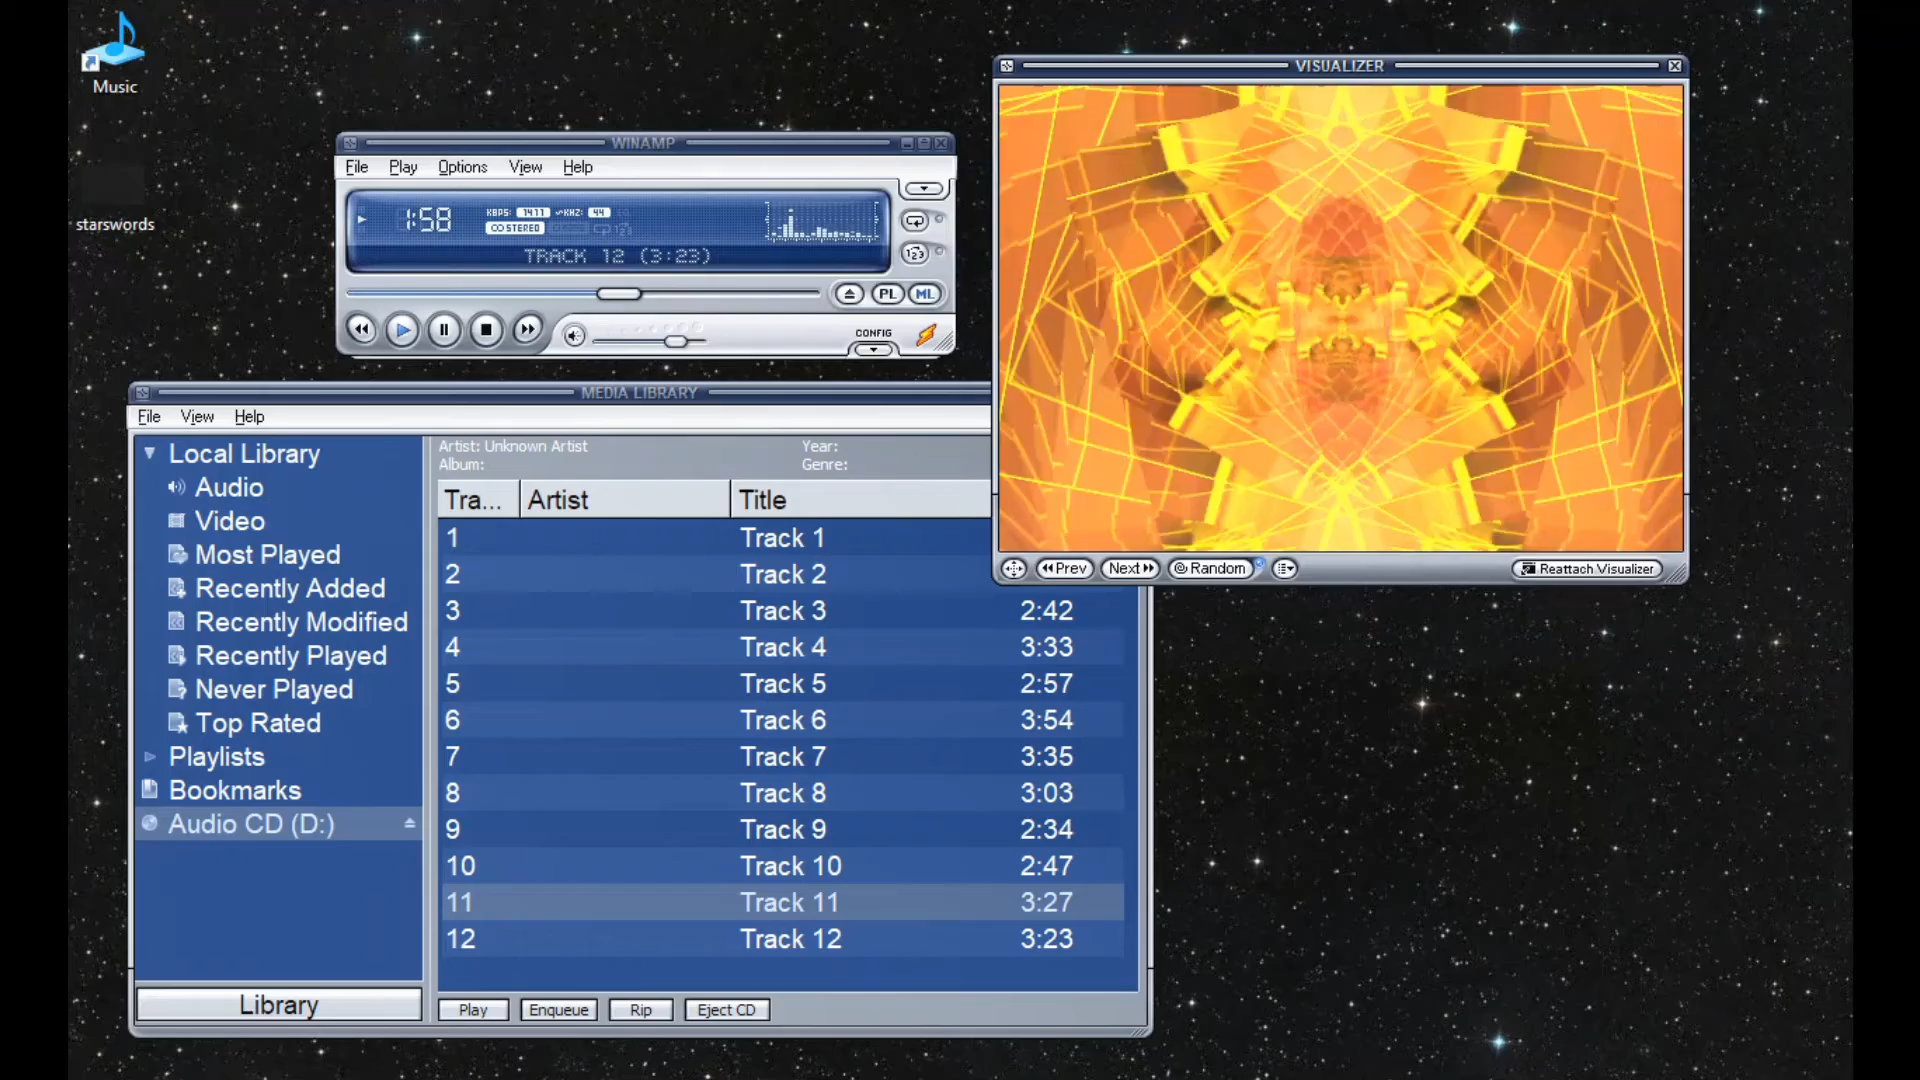 Music
starswords
WINAMP
File Play Options View Help
1:58
KBPS: 1411 KHZ: 44
STEREO
TRACK 12 (3:23)
PL ML
CONFIG
VISUALIZER
Prev Next Random Reattach Visualizer
MEDIA LIBRARY
File View Help
Local Library
Audio
Video
Most Played
Recently Added
Recently Modified
Recently Played
Never Played
Top Rated
Playlists
Bookmarks
Audio CD (D:)
Library
Artist: Unknown Artist Year:
Album: Genre:
Tra... Artist Title
1 Track 1
2 Track 2
3 Track 3 2:42
4 Track 4 3:33
5 Track 5 2:57
6 Track 6 3:54
7 Track 7 3:35
8 Track 8 3:03
9 Track 9 2:34
10 Track 10 2:47
11 Track 11 3:27
12 Track 12 3:23
Play Enqueue Rip Eject CD